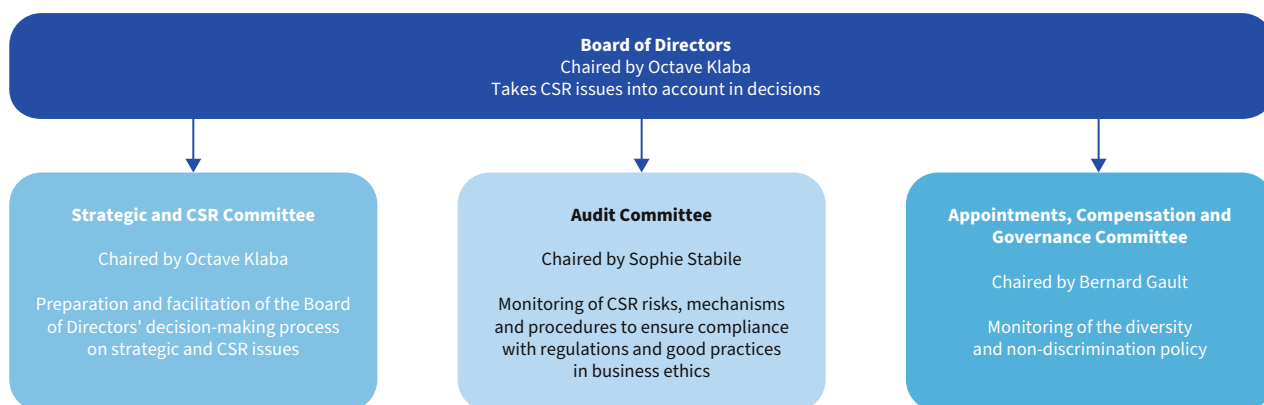 Board of Directors
Chaired by Octave Klaba
Takes CSR issues into account in decisions
Strategic and CSR Committee
Chaired by Octave Klaba
Preparation and facilitation of the Board
of Directors' decision-making process
on strategic and CSR issues
Audit Committee
Chaired by Sophie Stabile
Monitoring of CSR risks, mechanisms
and procedures to ensure compliance
with regulations and good practices
in business ethics
Appointments, Compensation and
Governance Committee
Chaired by Bernard Gault
Monitoring of the diversity
and non-discrimination policy